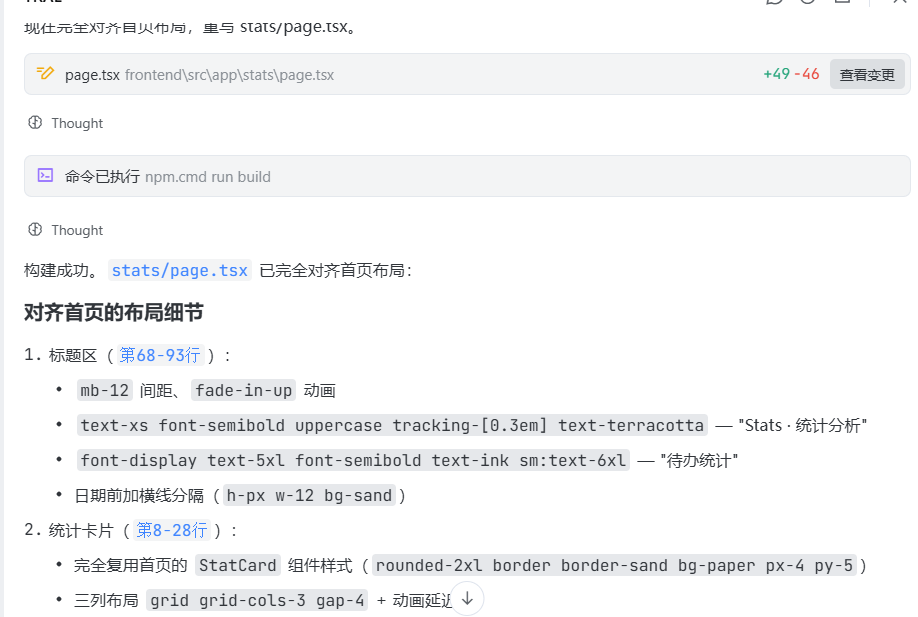 现在完全对齐首页布局，重写 stats/page.tsx。
page.tsx frontend\src\app\stats\page.tsx +49 -46 查看变更
Thought
命令已执行 npm.cmd run build
Thought
构建成功。 stats/page.tsx 已完全对齐首页布局：
对齐首页的布局细节
1. 标题区（第68-93行）：
• mb-12 间距、 fade-in-up 动画
• text-xs font-semibold uppercase tracking-[0.3em] text-terracotta — "Stats · 统计分析"
• font-display text-5xl font-semibold text-ink sm:text-6xl — "待办统计"
• 日期前加横线分隔（h-px w-12 bg-sand）
2. 统计卡片（第8-28行）：
• 完全复用首页的 StatCard 组件样式（rounded-2xl border border-sand bg-paper px-4 py-5）
• 三列布局 grid grid-cols-3 gap-4 + 动画延迟